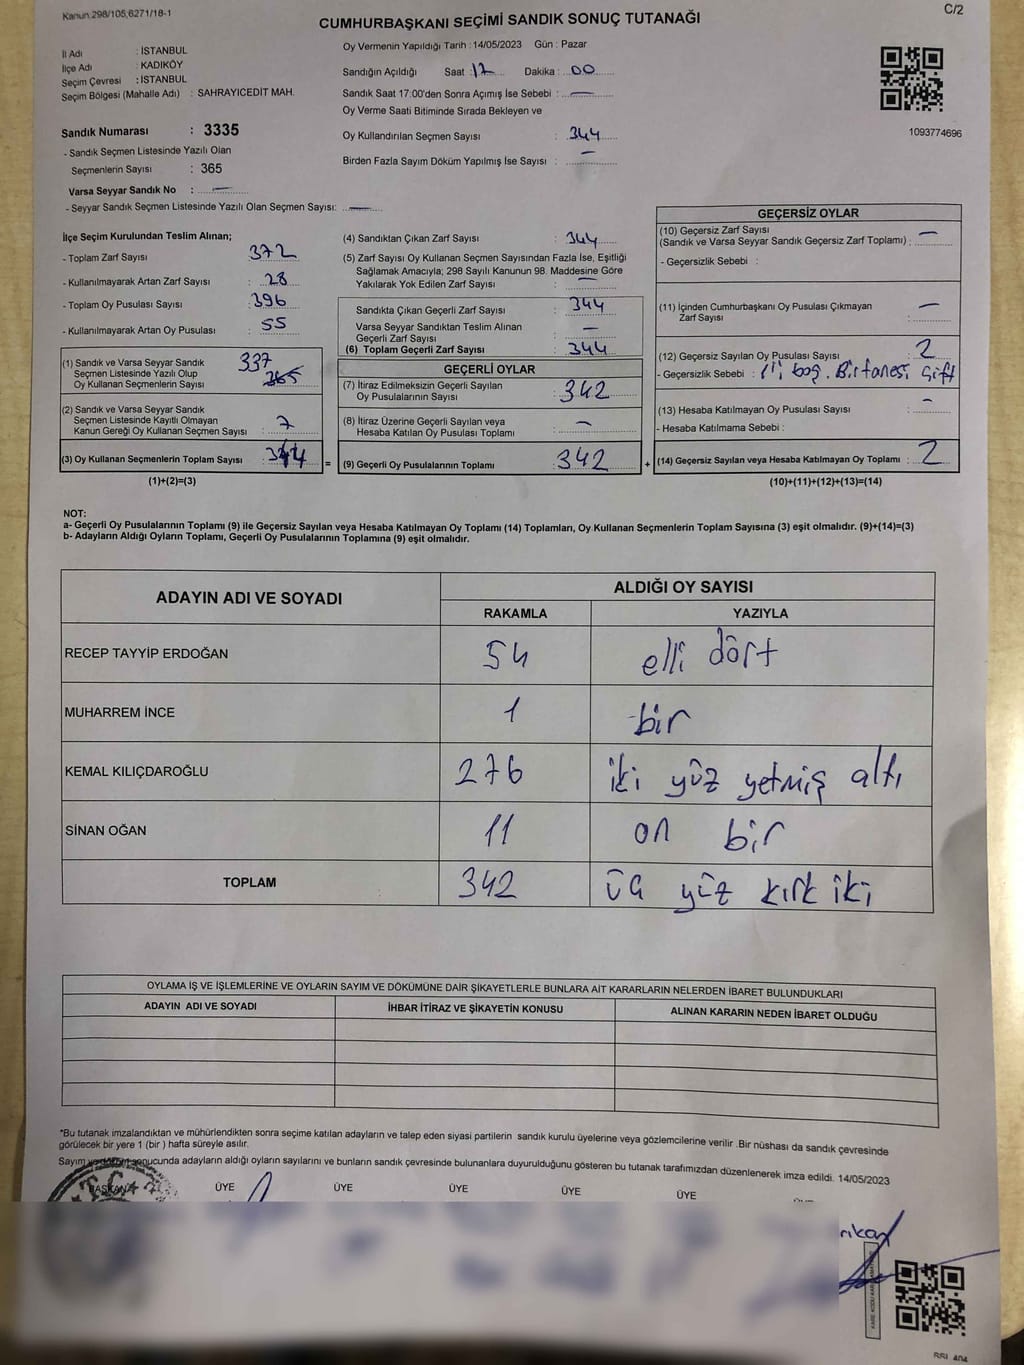 Kanun.298/105,6271/18-1
C/2
CUMHURBAŞKANI SEÇİMİ SANDIK SONUÇ TUTANAĞI
İl Adı : İSTANBUL
İlçe Adı : KADIKÖY
Seçim Çevresi : İSTANBUL
Seçim Bölgesi (Mahalle Adı) : SAHRAYICEDİT MAH.
Sandık Numarası : 3335
- Sandık Seçmen Listesinde Yazılı Olan
Seçmenlerin Sayısı : 365
Varsa Seyyar Sandık No : —
- Seyyar Sandık Seçmen Listesinde Yazılı Olan Seçmen Sayısı: —
Oy Vermenin Yapıldığı Tarih : 14/05/2023 Gün : Pazar
Sandığın Açıldığı Saat : 12 Dakika : 00
Sandık Saat 17:00'den Sonra Açımış İse Sebebi : —
Oy Verme Saati Bitiminde Sırada Bekleyen ve
Oy Kullandırılan Seçmen Sayısı : 344
Birden Fazla Sayım Döküm Yapılmış İse Sayısı : —
1093774696
İlçe Seçim Kurulundan Teslim Alınan;
- Toplam Zarf Sayısı : 372
- Kullanılmayarak Artan Zarf Sayısı : 28
- Toplam Oy Pusulası Sayısı : 396
- Kullanılmayarak Artan Oy Pusulası : 55
(1) Sandık ve Varsa Seyyar Sandık
Seçmen Listesinde Yazılı Olup
Oy Kullanan Seçmenlerin Sayısı 337 365
(2) Sandık ve Varsa Seyyar Sandık
Seçmen Listesinde Kayıtlı Olmayan
Kanun Gereği Oy Kullanan Seçmen Sayısı : 7
(3) Oy Kullanan Seçmenlerin Toplam Sayısı : 344 =
(1)+(2)=(3)
(4) Sandıktan Çıkan Zarf Sayısı : 344
(5) Zarf Sayısı Oy Kullanan Seçmen Sayısından Fazla İse, Eşitliği
Sağlamak Amacıyla; 298 Sayılı Kanunun 98. Maddesine Göre
Yakılarak Yok Edilen Zarf Sayısı : —
Sandıkta Çıkan Geçerli Zarf Sayısı : 344
Varsa Seyyar Sandıktan Teslim Alınan
Geçerli Zarf Sayısı : —
(6) Toplam Geçerli Zarf Sayısı : 344
GEÇERLİ OYLAR
(7) İtiraz Edilmeksizin Geçerli Sayılan
Oy Pusulalarının Sayısı : 342
(8) İtiraz Üzerine Geçerli Sayılan veya
Hesaba Katılan Oy Pusulası Toplamı : —
(9) Geçerli Oy Pusulalarının Toplamı : 342 +
GEÇERSİZ OYLAR
(10) Geçersiz Zarf Sayısı
(Sandık ve Varsa Seyyar Sandık Geçersiz Zarf Toplamı) : —
- Geçersizlik Sebebi :
(11) İçinden Cumhurbaşkanı Oy Pusulası Çıkmayan
Zarf Sayısı : —
(12) Geçersiz Sayılan Oy Pusulası Sayısı : 2
- Geçersizlik Sebebi : boş. Bir tanesi çift
(13) Hesaba Katılmayan Oy Pusulası Sayısı : -
- Hesaba Katılmama Sebebi :
(14) Geçersiz Sayılan veya Hesaba Katılmayan Oy Toplamı : 2
(10)+(11)+(12)+(13)=(14)
NOT:
a- Geçerli Oy Pusulalarının Toplamı (9) ile Geçersiz Sayılan veya Hesaba Katılmayan Oy Toplamı (14) Toplamları, Oy Kullanan Seçmenlerin Toplam Sayısına (3) eşit olmalıdır. (9)+(14)=(3)
b- Adayların Aldığı Oyların Toplamı, Geçerli Oy Pusulalarının Toplamına (9) eşit olmalıdır.
ADAYIN ADI VE SOYADI
ALDIĞI OY SAYISI
RAKAMLA YAZIYLA
RECEP TAYYİP ERDOĞAN 54 elli dört
MUHARREM İNCE 1 bir
KEMAL KILIÇDAROĞLU 276 iki yüz yetmiş altı
SİNAN OĞAN 11 on bir
TOPLAM 342 üç yüz kırk iki
OYLAMA İŞ VE İŞLEMLERİNE VE OYLARIN SAYIM VE DÖKÜMÜNE DAİR ŞİKAYETLERLE BUNLARA AİT KARARLARIN NELERDEN İBARET BULUNDUKLARI
ADAYIN ADI VE SOYADI İHBAR İTİRAZ VE ŞİKAYETİN KONUSU ALINAN KARARIN NEDEN İBARET OLDUĞU
*Bu tutanak imzalandıktan ve mühürlendikten sonra seçime katılan adayların ve talep eden siyasi partilerin sandık kurulu üyelerine veya gözlemcilerine verilir .Bir nüshası da sandık çevresinde
görülecek bir yere 1 (bir ) hafta süreyle asılır.
Sayım ve döküm sonucunda adayların aldığı oyların sayılarını ve bunların sandık çevresinde bulunanlara duyurulduğunu gösteren bu tutanak tarafımızdan düzenlenerek imza edildi. 14/05/2023
BAŞKAN ÜYE ÜYE ÜYE ÜYE ÜYE